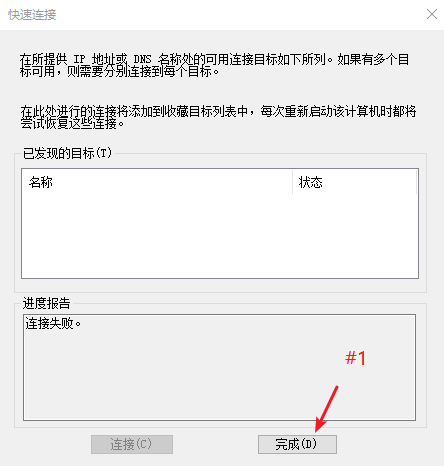 快速连接
在所提供 IP 地址或 DNS 名称处的可用连接目标如下所列。如果有多个目
标可用，则需要分别连接到每个目标。
在此处进行的连接将添加到收藏目标列表中，每次重新启动该计算机时都将
尝试恢复这些连接。
已发现的目标(T)
名称 状态
进度报告
连接失败。
#1
连接(C) 完成(D)